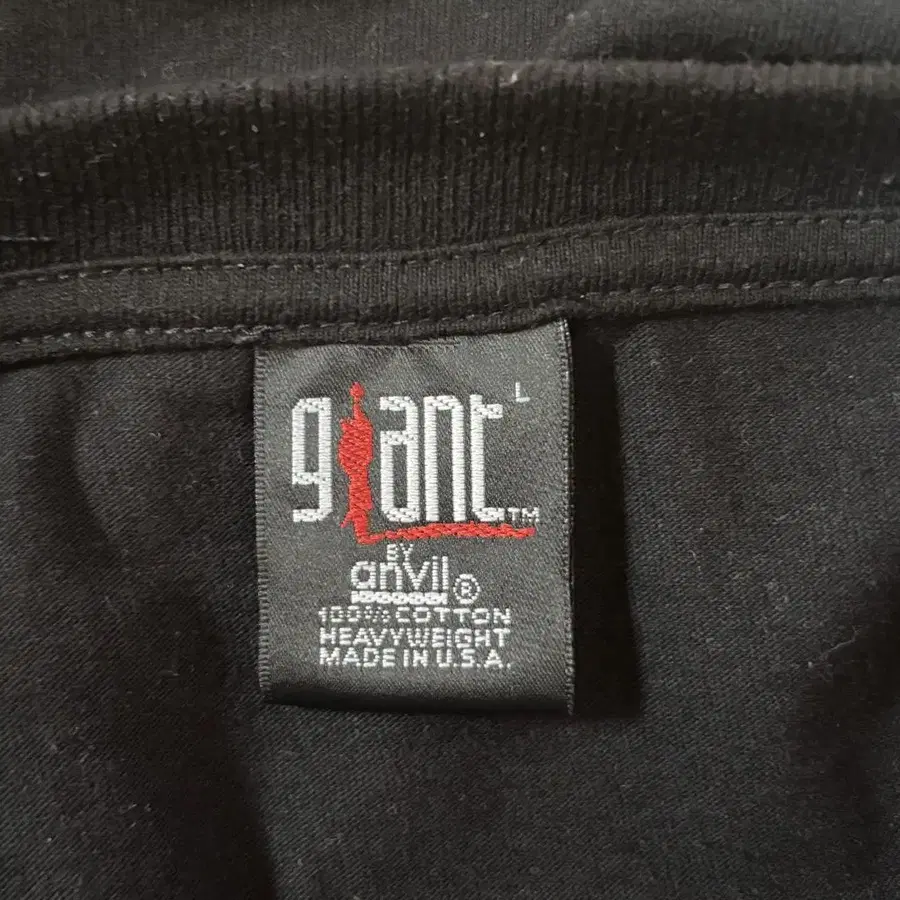 giant L
TM
BY
anvil ®
100% COTTON
HEAVYWEIGHT
MADE IN U.S.A.